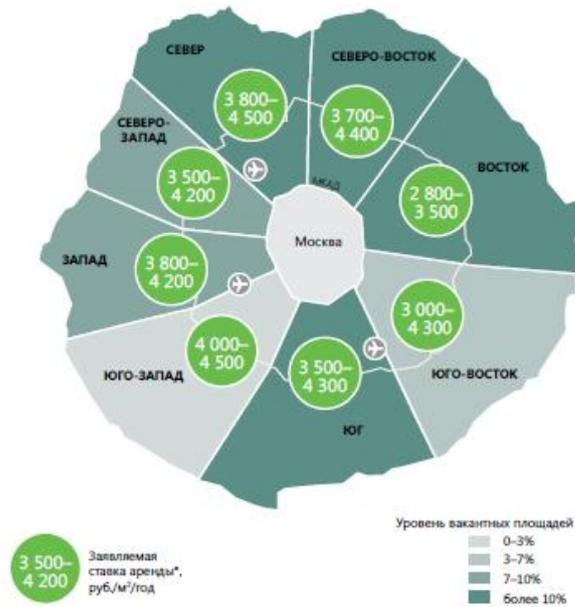 СЕВЕР
СЕВЕРО-ВОСТОК
3 800–
4 500
3 700–
4 400
СЕВЕРО-
ЗАПАД
ВОСТОК
МКАД
3 500–
4 200
2 800–
3 500
Москва
ЗАПАД
3 800–
4 200
3 000–
4 300
4 000–
4 500
3 500–
4 300
ЮГО-ЗАПАД
ЮГО-ВОСТОК
ЮГ
Уровень вакантных площадей
0–3%
3–7%
7–10%
более 10%
3 500–
4 200
Заявляемая
ставка аренды*,
руб./м²/год